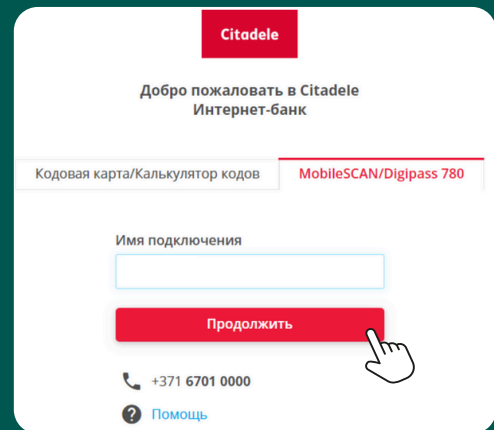 Citadele
Добро пожаловать в Citadele
Интернет-банк
Кодовая карта/Калькулятор кодов
MobileSCAN/Digipass 780
Имя подключения
Продолжить
+371 6701 0000
? Помощь